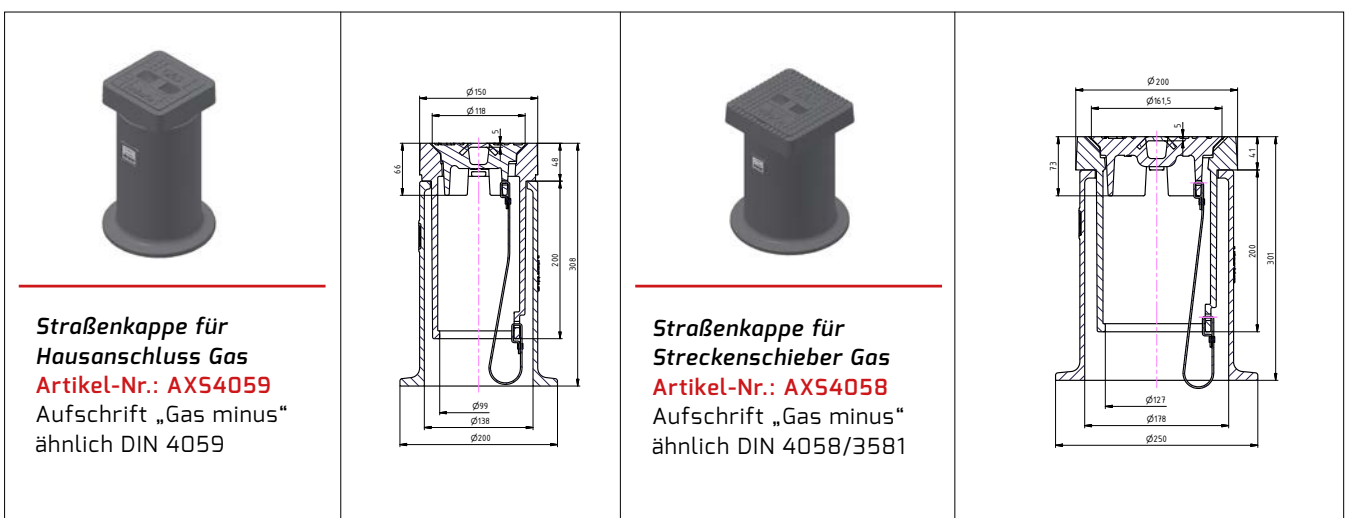 Straßenkappe für
Hausanschluss Gas
Artikel-Nr.: AXS4059
Aufschrift „Gas minus“
ähnlich DIN 4059
Ø150
Ø118
5
66
48
200
308
Ø99
Ø138
Ø200
Straßenkappe für
Streckenschieber Gas
Artikel-Nr.: AXS4058
Aufschrift „Gas minus“
ähnlich DIN 4058/3581
Ø200
Ø161,5
5
73
41
200
301
Ø127
Ø178
Ø250